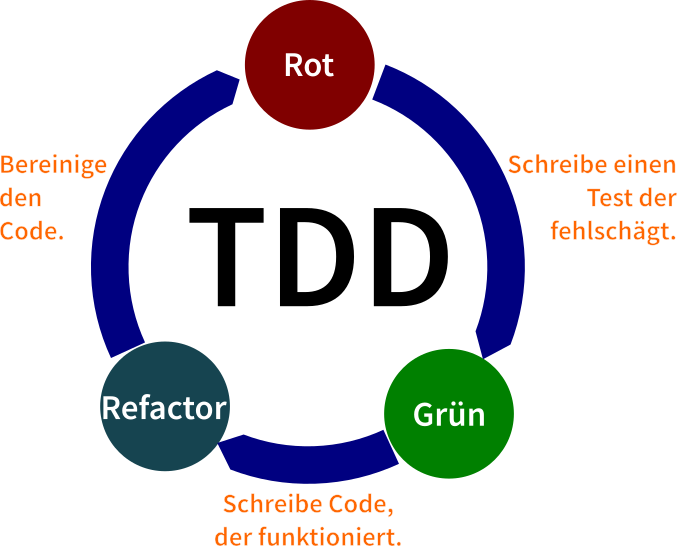 Rot
Bereinige
den
Code.
Schreibe einen
Test der
fehlschägt.
TDD
Refactor
Grün
Schreibe Code,
der funktioniert.